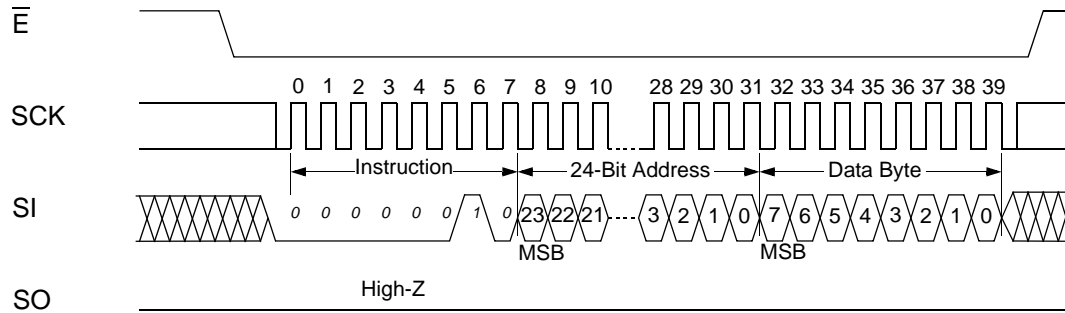 E̅
0 1 2 3 4 5 6 7 8 9 10 28 29 30 31 32 33 34 35 36 37 38 39
SCK
Instruction 24-Bit Address Data Byte
SI 0 0 0 0 0 0 1 0 23 22 21 3 2 1 0 7 6 5 4 3 2 1 0
MSB MSB
High-Z
SO